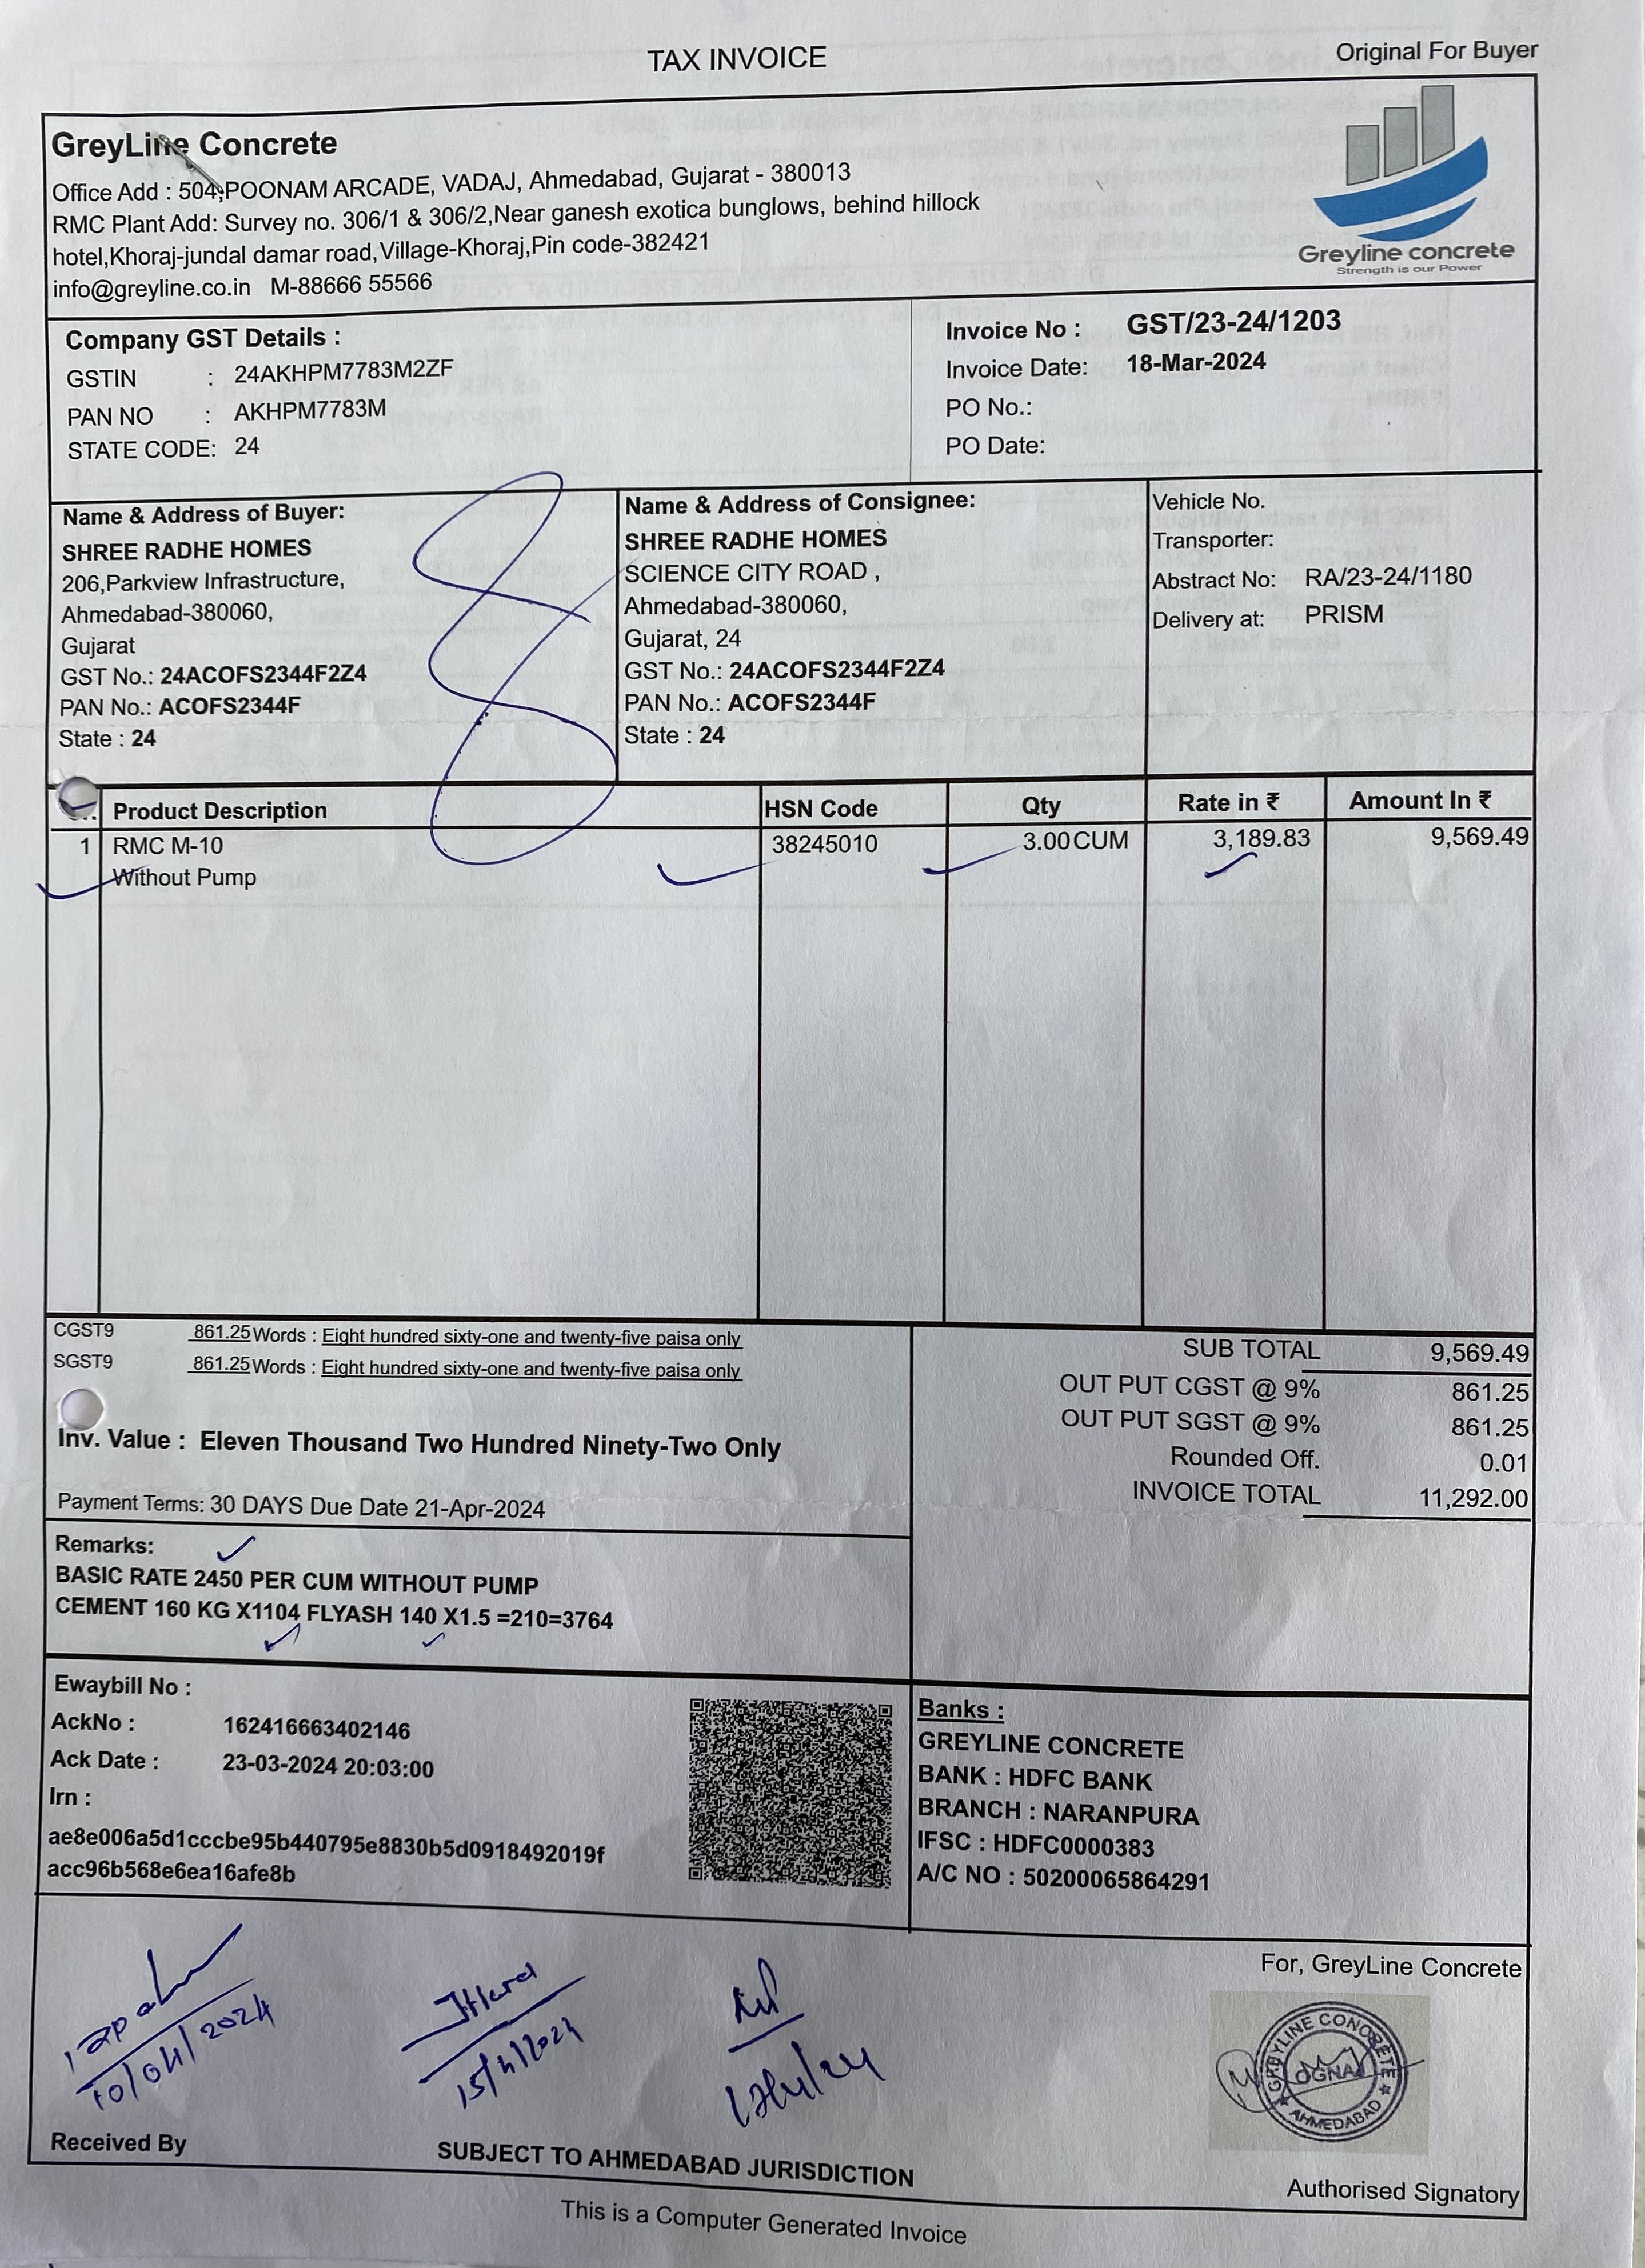 TAX INVOICE
Original For Buyer
GreyLine Concrete
Office Add : 504,POONAM ARCADE, VADAJ, Ahmedabad, Gujarat - 380013
RMC Plant Add: Survey no. 306/1 & 306/2,Near ganesh exotica bunglows, behind hillock
hotel,Khoraj-jundal damar road,Village-Khoraj,Pin code-382421
info@greyline.co.in M-88666 55566
Greyline concrete
Strength is our Power
Company GST Details :
GSTIN : 24AKHPM7783M2ZF
PAN NO : AKHPM7783M
STATE CODE: 24
Invoice No : GST/23-24/1203
Invoice Date: 18-Mar-2024
PO No.:
PO Date:
Name & Address of Buyer:
SHREE RADHE HOMES
206,Parkview Infrastructure,
Ahmedabad-380060,
Gujarat
GST No.: 24ACOFS2344F2Z4
PAN No.: ACOFS2344F
State : 24
8
Name & Address of Consignee:
SHREE RADHE HOMES
SCIENCE CITY ROAD ,
Ahmedabad-380060,
Gujarat, 24
GST No.: 24ACOFS2344F2Z4
PAN No.: ACOFS2344F
State : 24
Vehicle No.
Transporter:
Abstract No: RA/23-24/1180
Delivery at: PRISM
Product Description HSN Code Qty Rate in ₹ Amount In ₹
1 RMC M-10 38245010 3.00CUM 3,189.83 9,569.49
Without Pump
CGST9 861.25Words : Eight hundred sixty-one and twenty-five paisa only
SGST9 861.25Words : Eight hundred sixty-one and twenty-five paisa only
Inv. Value : Eleven Thousand Two Hundred Ninety-Two Only
Payment Terms: 30 DAYS Due Date 21-Apr-2024
SUB TOTAL 9,569.49
OUT PUT CGST @ 9% 861.25
OUT PUT SGST @ 9% 861.25
Rounded Off. 0.01
INVOICE TOTAL 11,292.00
Remarks:
BASIC RATE 2450 PER CUM WITHOUT PUMP
CEMENT 160 KG X1104 FLYASH 140 X1.5 =210=3764
Ewaybill No :
AckNo : 162416663402146
Ack Date : 23-03-2024 20:03:00
Irn :
ae8e006a5d1cccbe95b440795e8830b5d0918492019f
acc96b568e6ea16afe8b
Banks :
GREYLINE CONCRETE
BANK : HDFC BANK
BRANCH : NARANPURA
IFSC : HDFC0000383
A/C NO : 50200065864291
10/04/2024
15/4/2024
For, GreyLine Concrete
GREYLINE CONCRETE
AHMEDABAD
Received By
SUBJECT TO AHMEDABAD JURISDICTION
Authorised Signatory
This is a Computer Generated Invoice